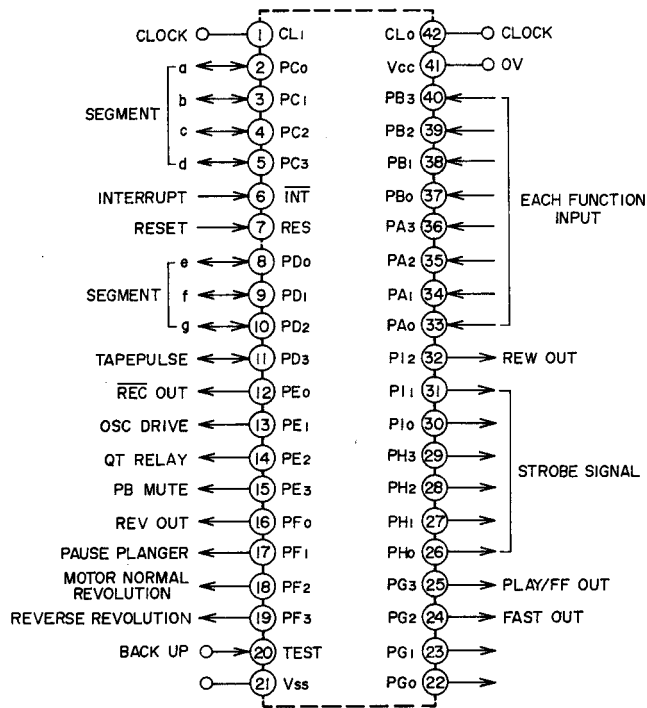 CLOCK 1 CL1 CL0 42 CLOCK
a 2 PC0 Vcc 41 OV
b 3 PC1 PB3 40
SEGMENT
c 4 PC2 PB2 39
d 5 PC3 PB1 38
INTERRUPT 6 INT PB0 37
EACH FUNCTION
INPUT
RESET 7 RES PA3 36
e 8 PD0 PA2 35
SEGMENT
f 9 PD1 PA1 34
g 10 PD2 PA0 33
TAPEPULSE 11 PD3 PI2 32 REW OUT
REC OUT 12 PE0 PI1 31
OSC DRIVE 13 PE1 PI0 30
QT RELAY 14 PE2 PH3 29
STROBE SIGNAL
PB MUTE 15 PE3 PH2 28
REV OUT 16 PF0 PH1 27
PAUSE PLANGER 17 PF1 PH0 26
MOTOR NORMAL
REVOLUTION 18 PF2 PG3 25 PLAY/FF OUT
REVERSE REVOLUTION 19 PF3 PG2 24 FAST OUT
BACK UP 20 TEST PG1 23
21 Vss PG0 22